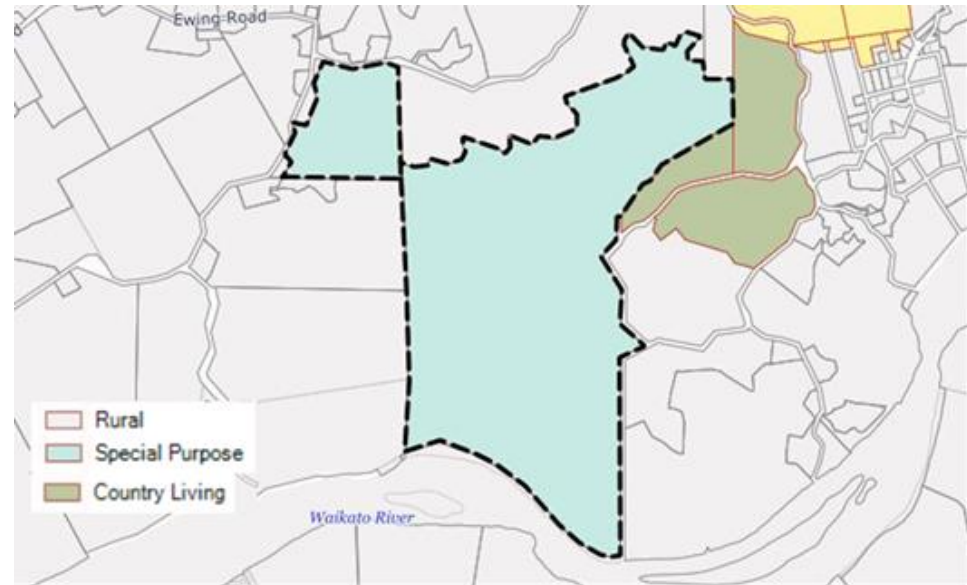 Ewing Road
Rural
Special Purpose
Country Living
Waikato River